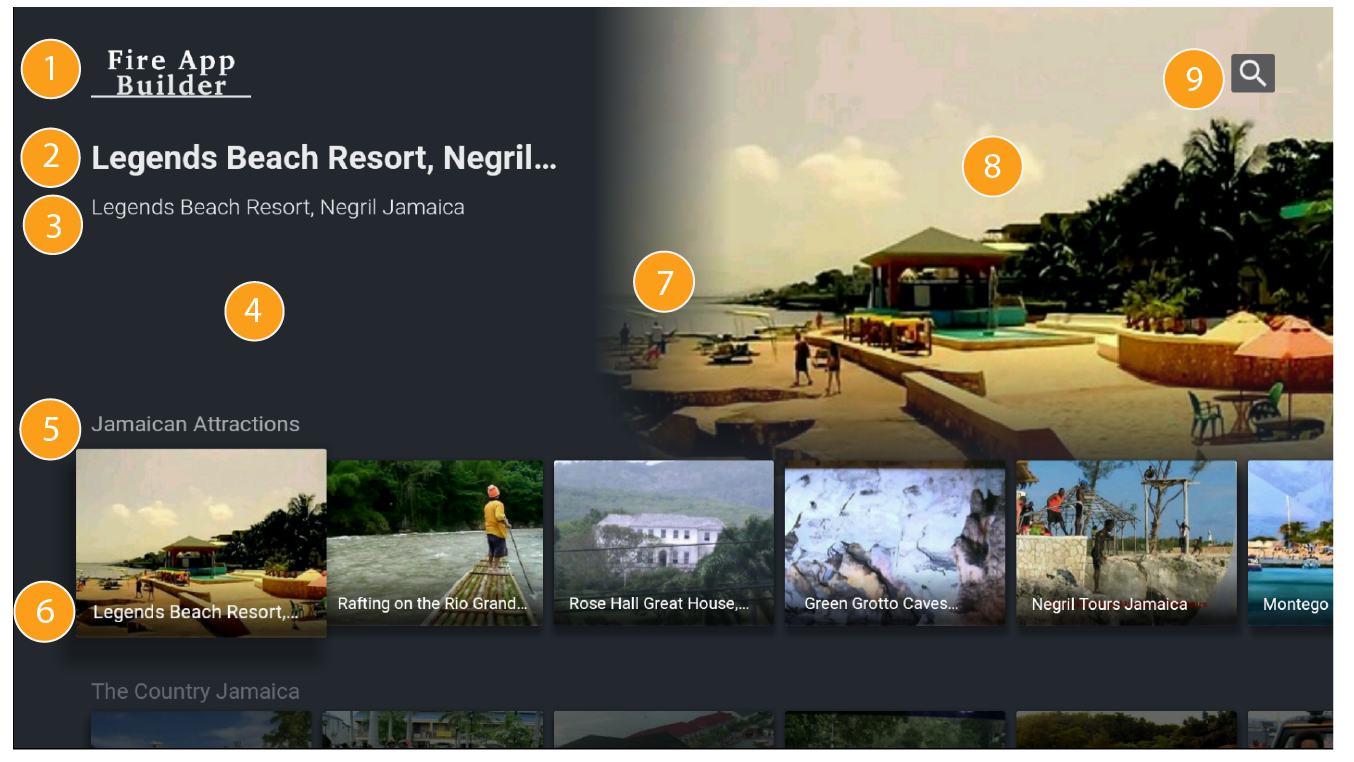 1
Fire App
Builder
9
2
Legends Beach Resort, Negril...
8
3
Legends Beach Resort, Negril Jamaica
7
4
5
Jamaican Attractions
6
Legends Beach Resort,...
Rafting on the Rio Grand...
Rose Hall Great House,...
Green Grotto Caves...
Negril Tours Jamaica
Montego
The Country Jamaica